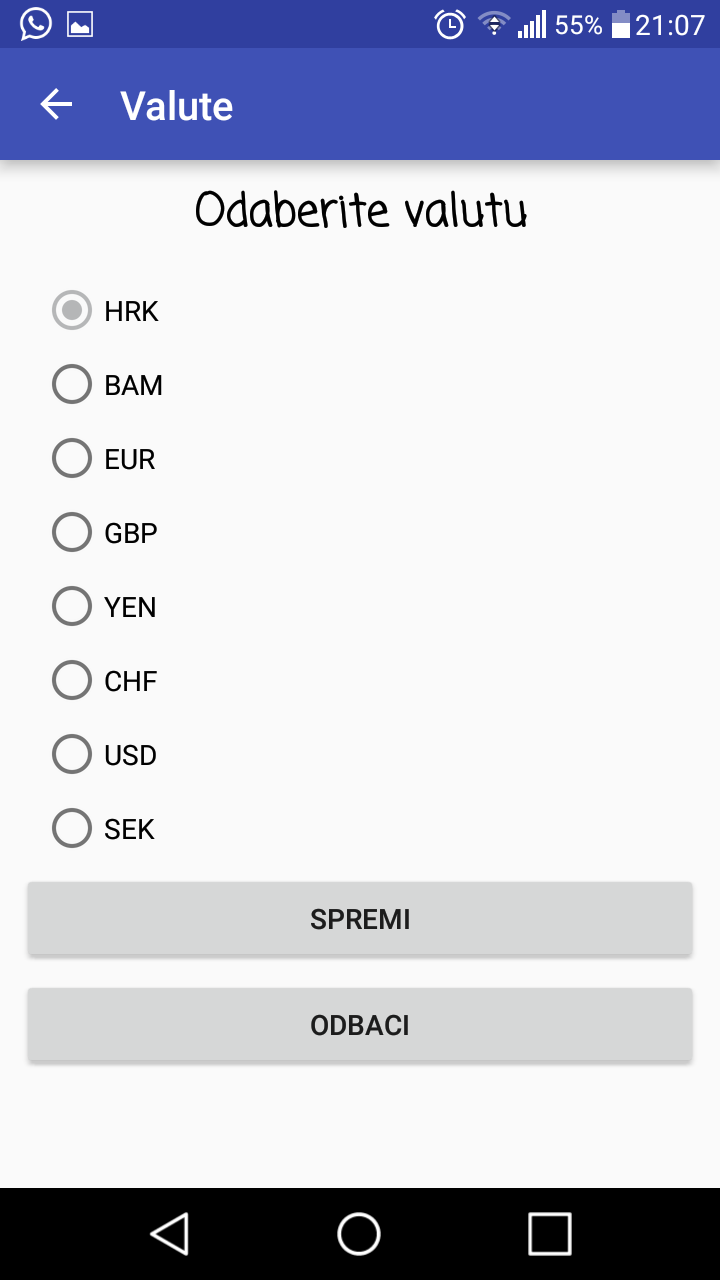 55% 21:07
Valute
Odaberite valutu
HRK
BAM
EUR
GBP
YEN
CHF
USD
SEK
SPREMI
ODBACI